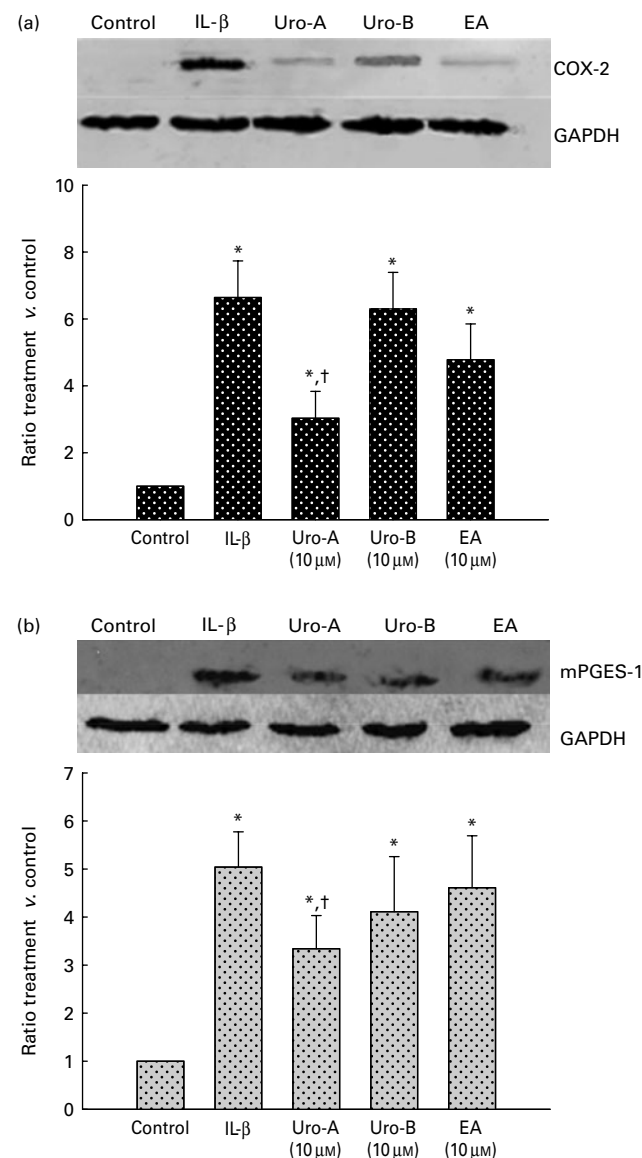 (a)
Control IL-β Uro-A Uro-B EA
COX-2
GAPDH
10
8
6
4
2
0
Ratio treatment v. control
*
*,†
*
*
Control IL-β Uro-A Uro-B EA
(10 μM) (10 μM) (10 μM)
(b)
Control IL-β Uro-A Uro-B EA
mPGES-1
GAPDH
7
6
5
4
3
2
1
0
Ratio treatment v. control
*
*,†
*
*
Control IL-β Uro-A Uro-B EA
(10 μM) (10 μM) (10 μM)